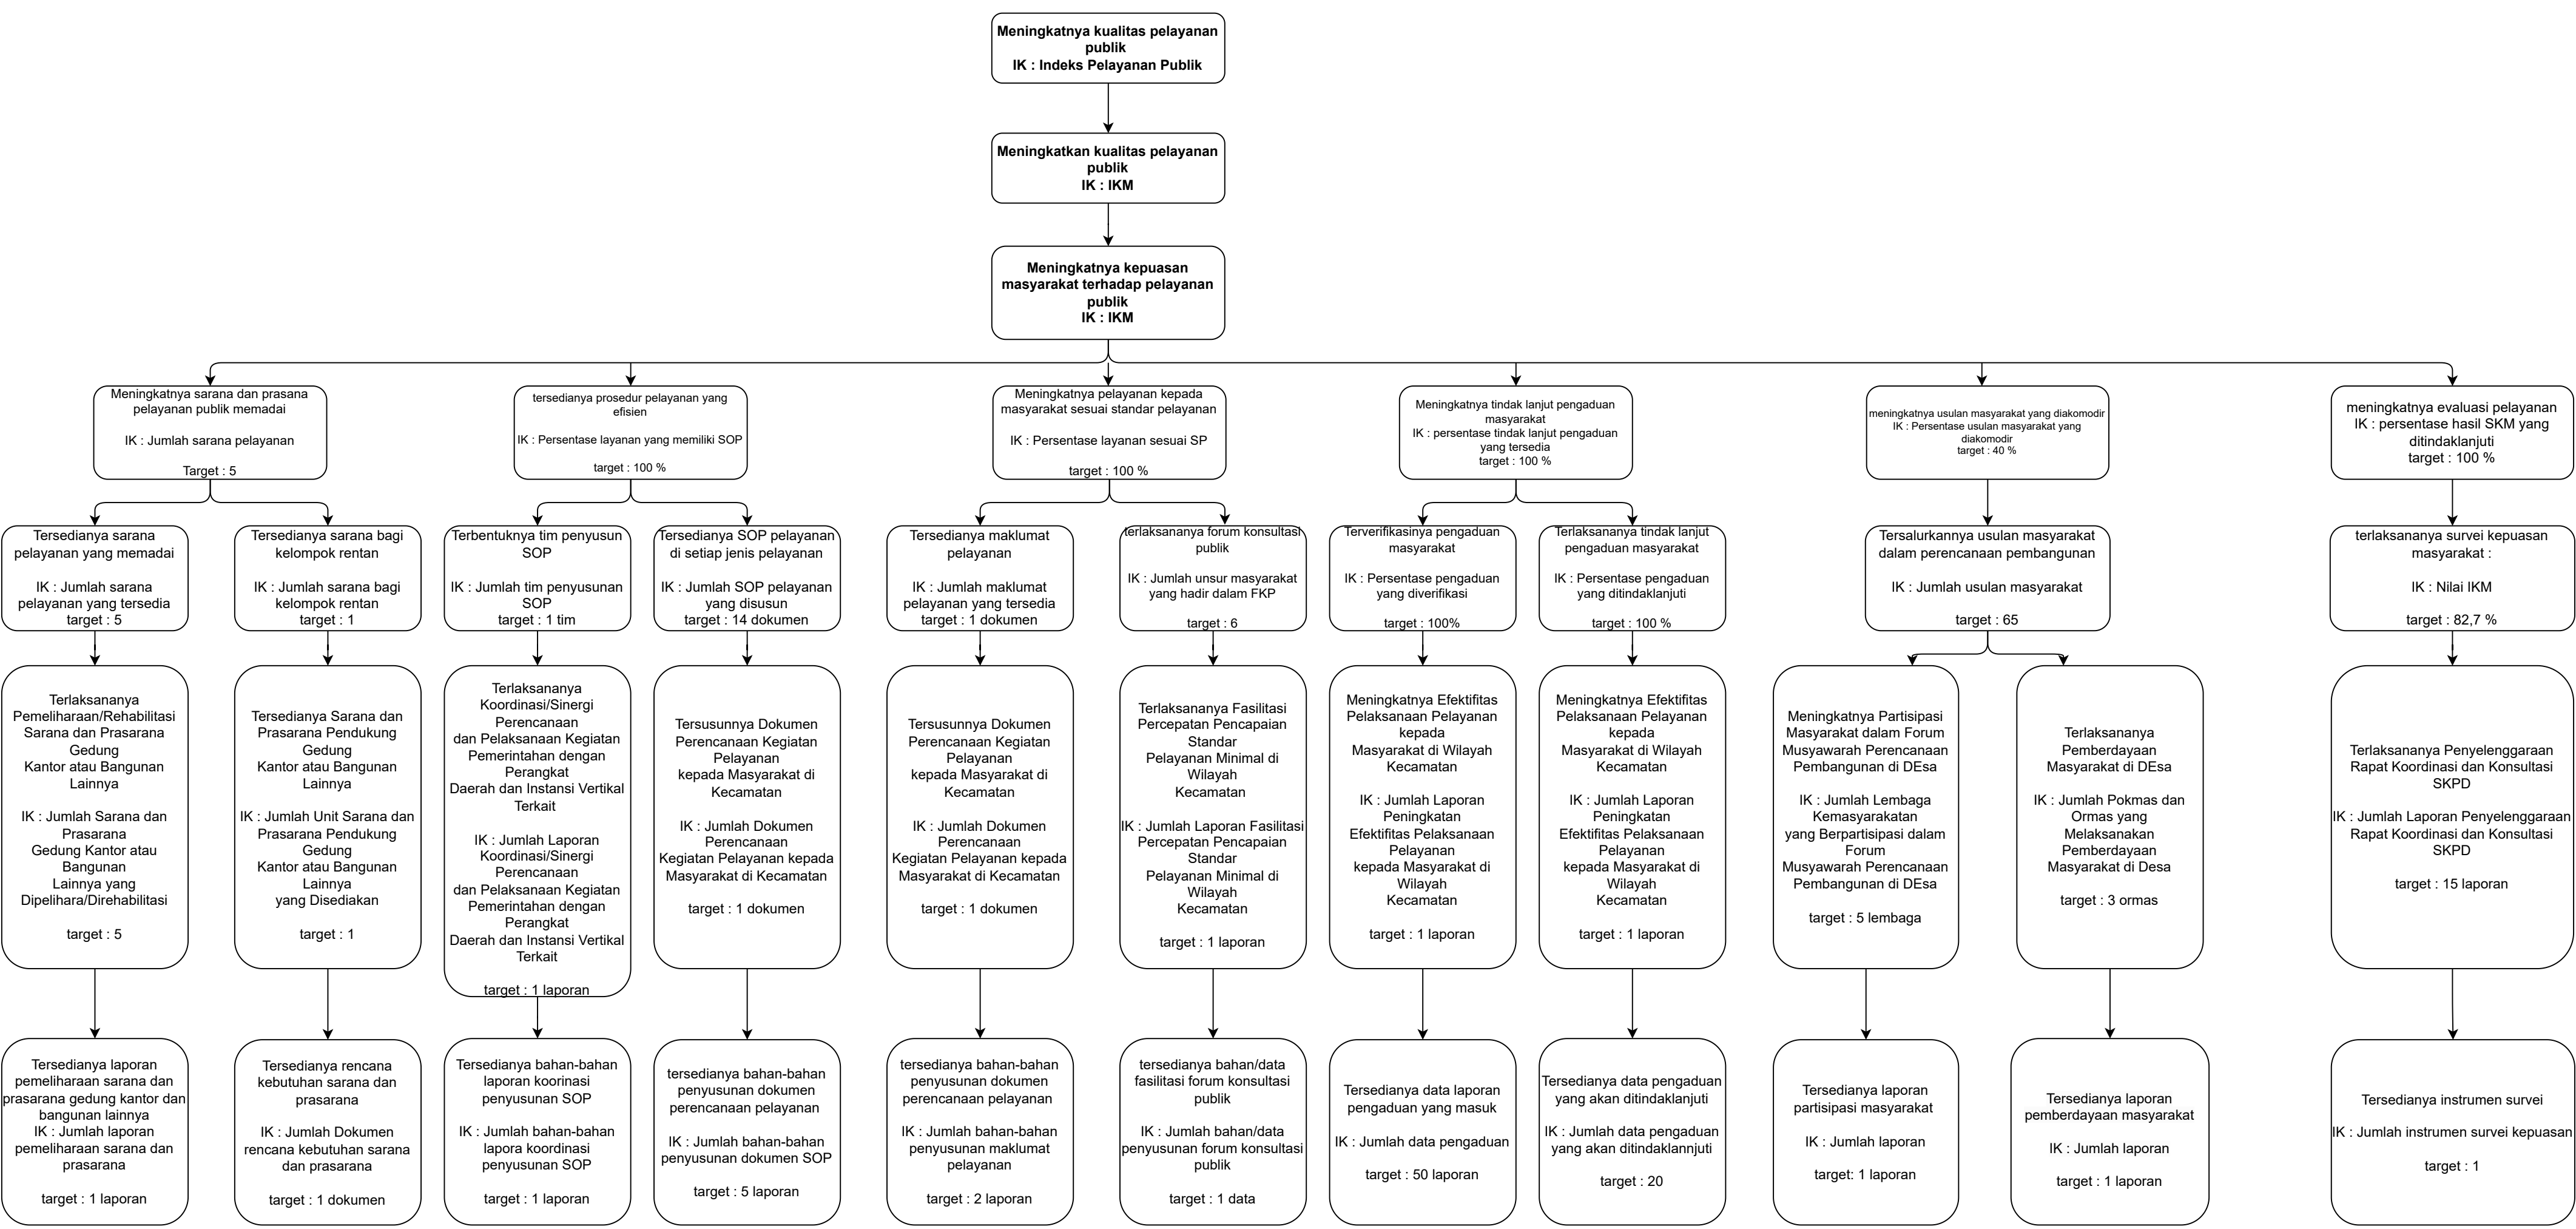 Meningkatnya kualitas pelayanan
publik
IK : Indeks Pelayanan Publik
Meningkatkan kualitas pelayanan
publik
IK : IKM
Meningkatnya kepuasan
masyarakat terhadap pelayanan
publik
IK : IKM
Meningkatnya sarana dan prasana
pelayanan publik memadai
IK : Jumlah sarana pelayanan
Target : 5
tersedianya prosedur pelayanan yang
efisien
IK : Persentase layanan yang memiliki SOP
target : 100 %
Meningkatnya pelayanan kepada
masyarakat sesuai standar pelayanan
IK : Persentase layanan sesuai SP
target : 100 %
Meningkatnya tindak lanjut pengaduan
masyarakat
IK : persentase tindak lanjut pengaduan
yang tersedia
target : 100 %
meningkatnya usulan masyarakat yang diakomodir
IK : Persentase usulan masyarakat yang
diakomodir
target : 40 %
meningkatnya evaluasi pelayanan
IK : persentase hasil SKM yang
ditindaklanjuti
target : 100 %
Tersedianya sarana
pelayanan yang memadai
IK : Jumlah sarana
pelayanan yang tersedia
target : 5
Tersedianya sarana bagi
kelompok rentan
IK : Jumlah sarana bagi
kelompok rentan
target : 1
Terbentuknya tim penyusun
SOP
IK : Jumlah tim penyusunan
SOP
target : 1 tim
Tersedianya SOP pelayanan
di setiap jenis pelayanan
IK : Jumlah SOP pelayanan
yang disusun
target : 14 dokumen
Tersedianya maklumat
pelayanan
IK : Jumlah maklumat
pelayanan yang tersedia
target : 1 dokumen
terlaksananya forum konsultasi
publik
IK : Jumlah unsur masyarakat
yang hadir dalam FKP
target : 6
Terverifikasinya pengaduan
masyarakat
IK : Persentase pengaduan
yang diverifikasi
target : 100%
Terlaksananya tindak lanjut
pengaduan masyarakat
IK : Persentase pengaduan
yang ditindaklanjuti
target : 100 %
Tersalurkannya usulan masyarakat
dalam perencanaan pembangunan
IK : Jumlah usulan masyarakat
target : 65
terlaksananya survei kepuasan
masyarakat :
IK : Nilai IKM
target : 82,7 %
Terlaksananya
Pemeliharaan/Rehabilitasi
Sarana dan Prasarana
Gedung
Kantor atau Bangunan
Lainnya
IK : Jumlah Sarana dan
Prasarana
Gedung Kantor atau
Bangunan
Lainnya yang
Dipelihara/Direhabilitasi
target : 5
Tersedianya Sarana dan
Prasarana Pendukung
Gedung
Kantor atau Bangunan
Lainnya
IK : Jumlah Unit Sarana dan
Prasarana Pendukung
Gedung
Kantor atau Bangunan
Lainnya
yang Disediakan
target : 1
Terlaksananya
Koordinasi/Sinergi
Perencanaan
dan Pelaksanaan Kegiatan
Pemerintahan dengan
Perangkat
Daerah dan Instansi Vertikal
Terkait
IK : Jumlah Laporan
Koordinasi/Sinergi
Perencanaan
dan Pelaksanaan Kegiatan
Pemerintahan dengan
Perangkat
Daerah dan Instansi Vertikal
Terkait
target : 1 laporan
Tersusunnya Dokumen
Perencanaan Kegiatan
Pelayanan
kepada Masyarakat di
Kecamatan
IK : Jumlah Dokumen
Perencanaan
Kegiatan Pelayanan kepada
Masyarakat di Kecamatan
target : 1 dokumen
Tersusunnya Dokumen
Perencanaan Kegiatan
Pelayanan
kepada Masyarakat di
Kecamatan
IK : Jumlah Dokumen
Perencanaan
Kegiatan Pelayanan kepada
Masyarakat di Kecamatan
target : 1 dokumen
Terlaksananya Fasilitasi
Percepatan Pencapaian
Standar
Pelayanan Minimal di
Wilayah
Kecamatan
IK : Jumlah Laporan Fasilitasi
Percepatan Pencapaian
Standar
Pelayanan Minimal di
Wilayah
Kecamatan
target : 1 laporan
Meningkatnya Efektifitas
Pelaksanaan Pelayanan
kepada
Masyarakat di Wilayah
Kecamatan
IK : Jumlah Laporan
Peningkatan
Efektifitas Pelaksanaan
Pelayanan
kepada Masyarakat di
Wilayah
Kecamatan
target : 1 laporan
Meningkatnya Efektifitas
Pelaksanaan Pelayanan
kepada
Masyarakat di Wilayah
Kecamatan
IK : Jumlah Laporan
Peningkatan
Efektifitas Pelaksanaan
Pelayanan
kepada Masyarakat di
Wilayah
Kecamatan
target : 1 laporan
Meningkatnya Partisipasi
Masyarakat dalam Forum
Musyawarah Perencanaan
Pembangunan di DEsa
IK : Jumlah Lembaga
Kemasyarakatan
yang Berpartisipasi dalam
Forum
Musyawarah Perencanaan
Pembangunan di DEsa
target : 5 lembaga
Terlaksananya
Pemberdayaan
Masyarakat di DEsa
IK : Jumlah Pokmas dan
Ormas yang
Melaksanakan
Pemberdayaan
Masyarakat di Desa
target : 3 ormas
Terlaksananya Penyelenggaraan
Rapat Koordinasi dan Konsultasi
SKPD
IK : Jumlah Laporan Penyelenggaraan
Rapat Koordinasi dan Konsultasi
SKPD
target : 15 laporan
Tersedianya laporan
pemeliharaan sarana dan
prasarana gedung kantor dan
bangunan lainnya
IK : Jumlah laporan
pemeliharaan sarana dan
prasarana
target : 1 laporan
Tersedianya rencana
kebutuhan sarana dan
prasarana
IK : Jumlah Dokumen
rencana kebutuhan sarana
dan prasarana
target : 1 dokumen
Tersedianya bahan-bahan
laporan koorinasi
penyusunan SOP
IK : Jumlah bahan-bahan
lapora koordinasi
penyusunan SOP
target : 1 laporan
tersedianya bahan-bahan
penyusunan dokumen
perencanaan pelayanan
IK : Jumlah bahan-bahan
penyusunan dokumen SOP
target : 5 laporan
tersedianya bahan-bahan
penyusunan dokumen
perencanaan pelayanan
IK : Jumlah bahan-bahan
penyusunan maklumat
pelayanan
target : 2 laporan
tersedianya bahan/data
fasilitasi forum konsultasi
publik
IK : Jumlah bahan/data
penyusunan forum konsultasi
publik
target : 1 data
Tersedianya data laporan
pengaduan yang masuk
IK : Jumlah data pengaduan
target : 50 laporan
Tersedianya data pengaduan
yang akan ditindaklanjuti
IK : Jumlah data pengaduan
yang akan ditindaklannjuti
target : 20
Tersedianya laporan
partisipasi masyarakat
IK : Jumlah laporan
target: 1 laporan
Tersedianya laporan
pemberdayaan masyarakat
IK : Jumlah laporan
target : 1 laporan
Tersedianya instrumen survei
IK : Jumlah instrumen survei kepuasan
target : 1